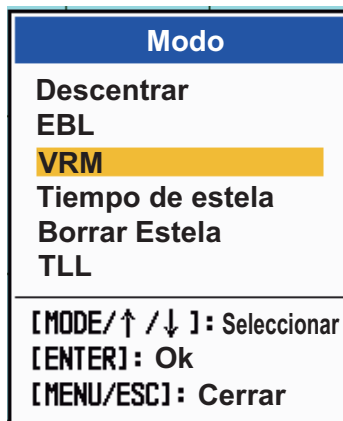 Modo
Descentrar
EBL
VRM
Tiempo de estela
Borrar Estela
TLL
[MODE/↑ /↓ ]: Seleccionar
[ENTER]: Ok
[MENU/ESC]: Cerrar